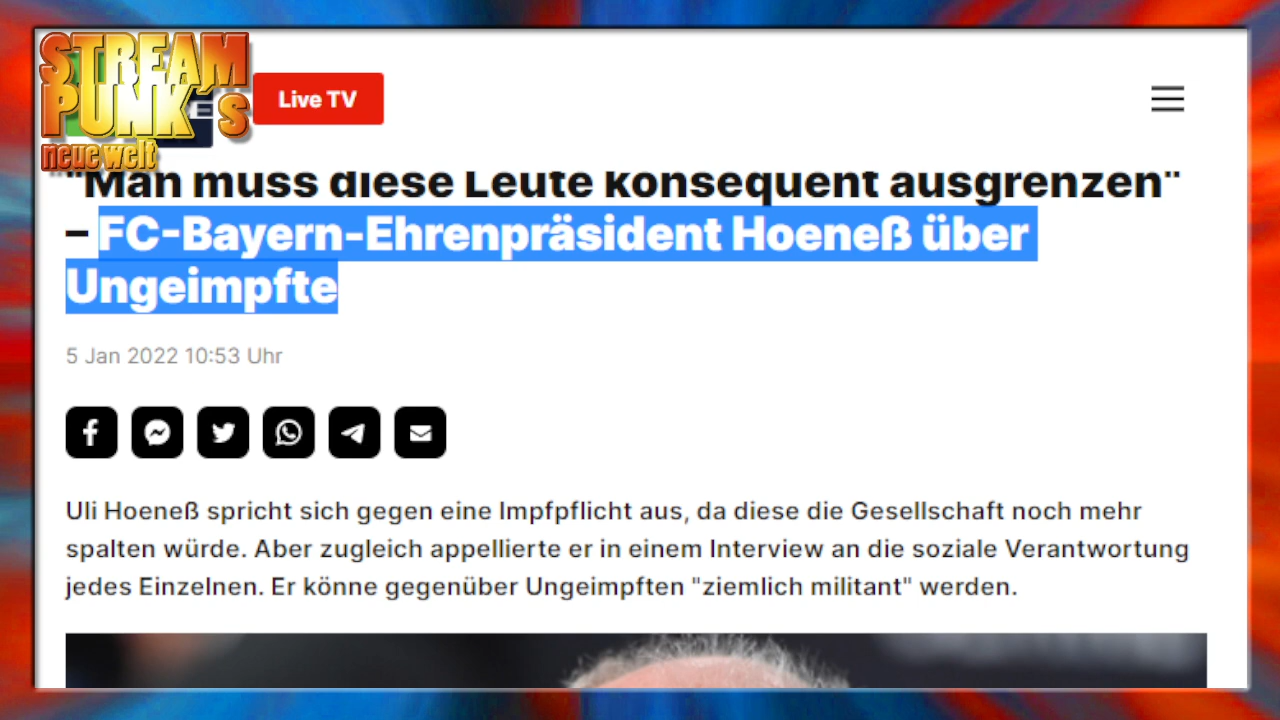 STREAM
PUNK´s
neue welt
Live TV
"Man muss diese Leute konsequent ausgrenzen"
– FC-Bayern-Ehrenpräsident Hoeneß über
Ungeimpfte
5 Jan 2022 10:53 Uhr
Uli Hoeneß spricht sich gegen eine Impfpflicht aus, da diese die Gesellschaft noch mehr
spalten würde. Aber zugleich appellierte er in einem Interview an die soziale Verantwortung
jedes Einzelnen. Er könne gegenüber Ungeimpften "ziemlich militant" werden.